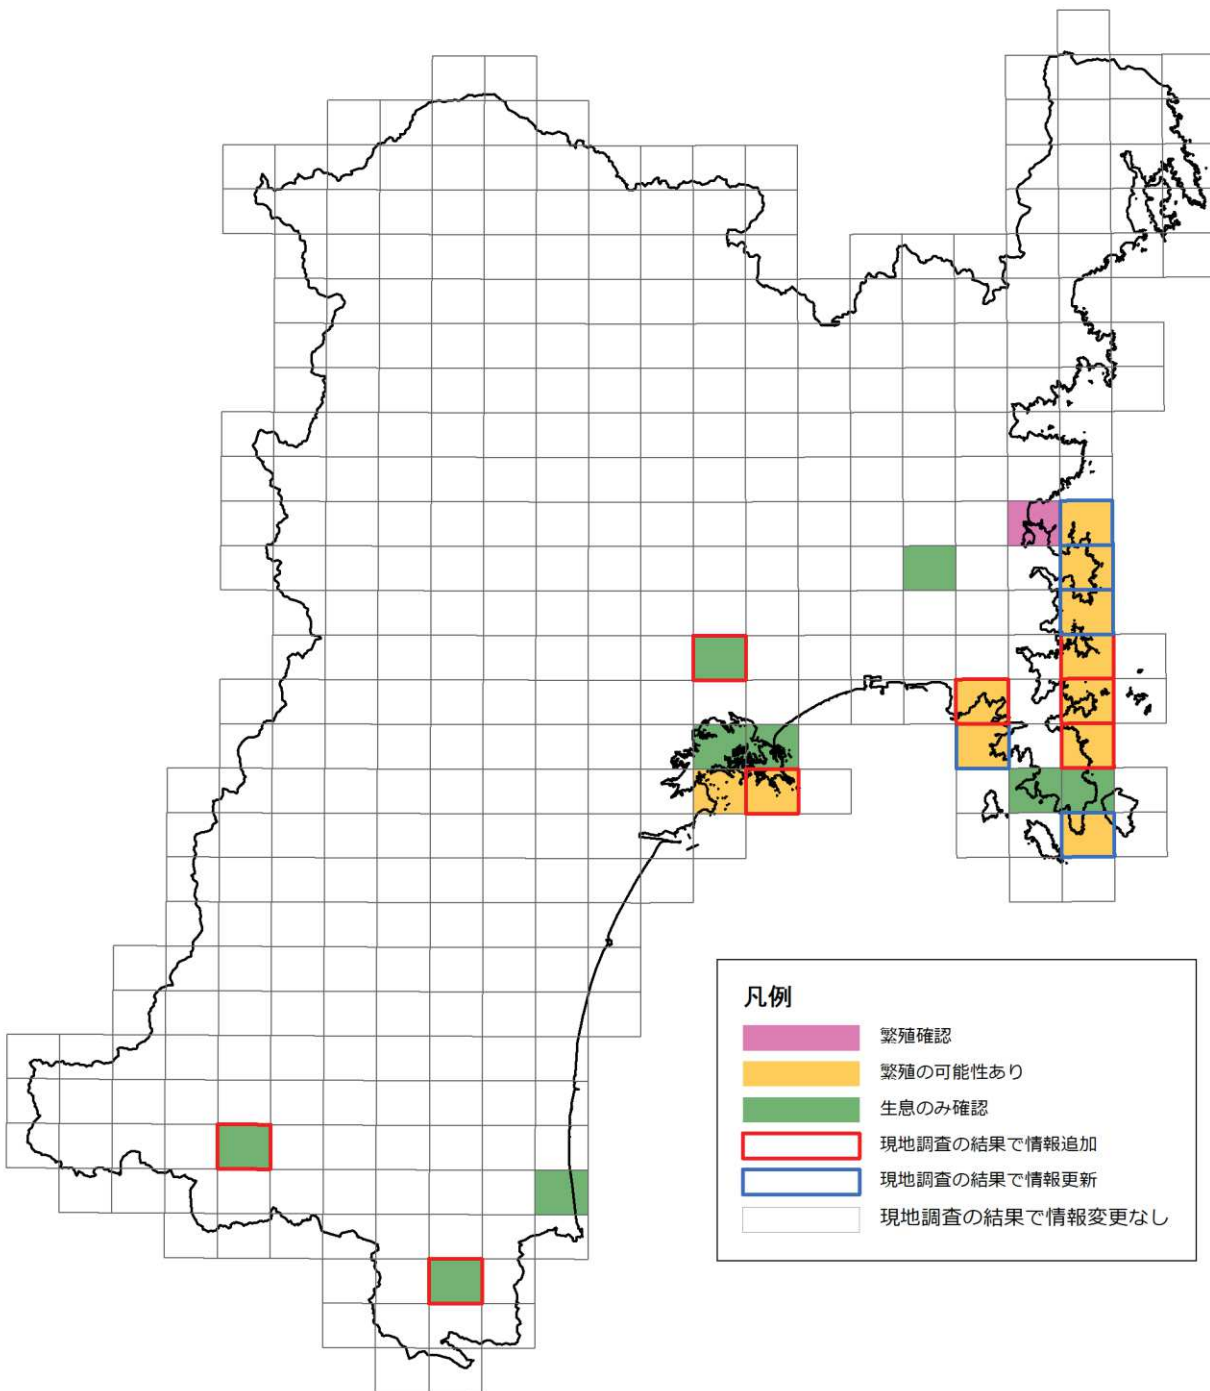 凡例
繁殖確認
繁殖の可能性あり
生息のみ確認
現地調査の結果で情報追加
現地調査の結果で情報更新
現地調査の結果で情報変更なし